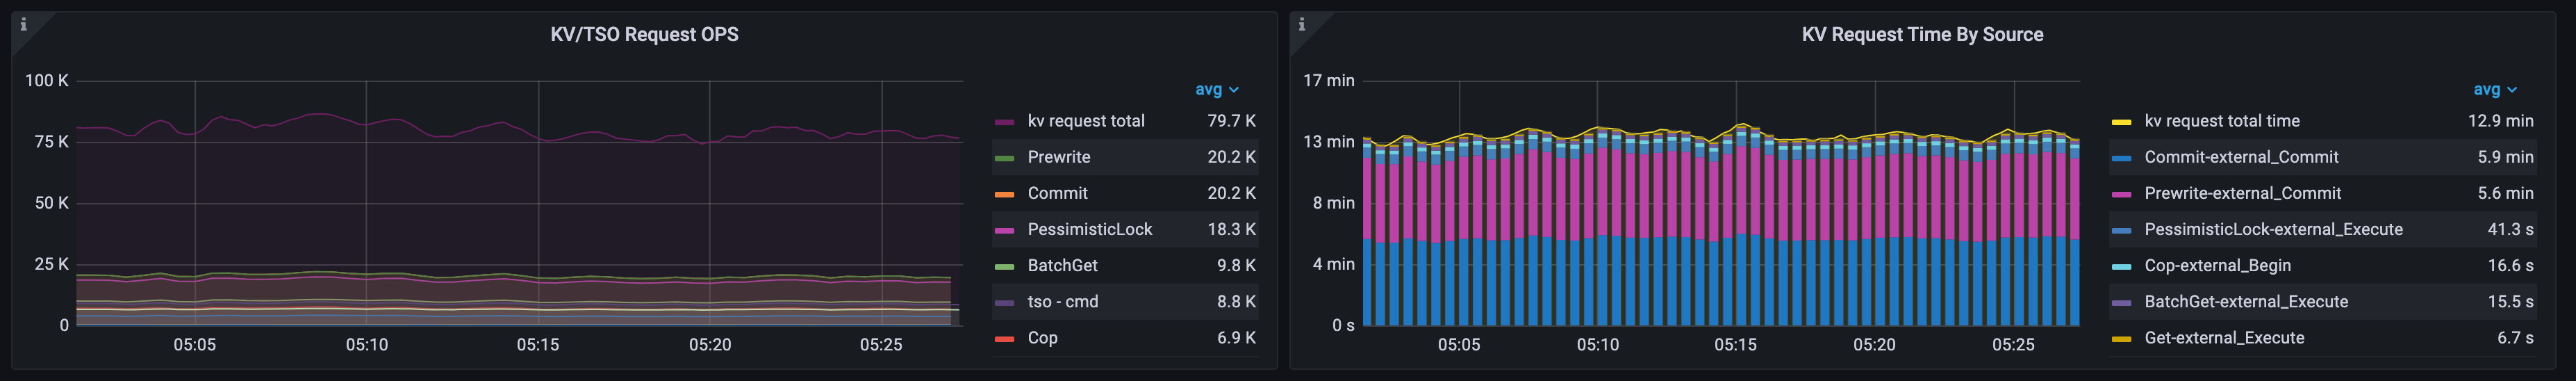 KV/TSO Request OPS
100 K
75 K
50 K
25 K
0
05:05 05:10 05:15 05:20 05:25
avg
kv request total 79.7 K
Prewrite 20.2 K
Commit 20.2 K
PessimisticLock 18.3 K
BatchGet 9.8 K
tso - cmd 8.8 K
Cop 6.9 K
KV Request Time By Source
17 min
13 min
8 min
4 min
0 s
05:05 05:10 05:15 05:20 05:25
avg
kv request total time 12.9 min
Commit-external_Commit 5.9 min
Prewrite-external_Commit 5.6 min
PessimisticLock-external_Execute 41.3 s
Cop-external_Begin 16.6 s
BatchGet-external_Execute 15.5 s
Get-external_Execute 6.7 s